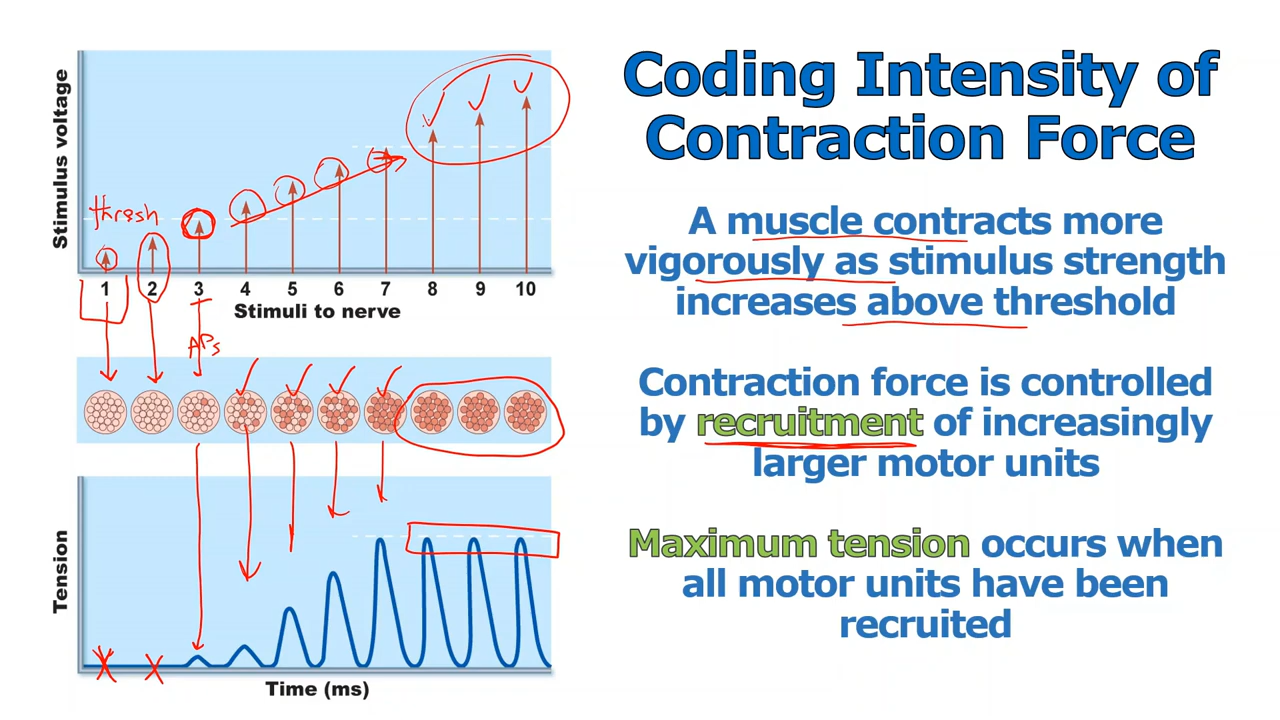 Coding Intensity of
Contraction Force
Stimulus voltage
thresh
1 2 3 4 5 6 7 8 9 10
Stimuli to nerve
APs
Tension
Time (ms)
A muscle contracts more
vigorously as stimulus strength
increases above threshold
Contraction force is controlled
by recruitment of increasingly
larger motor units
Maximum tension occurs when
all motor units have been
recruited